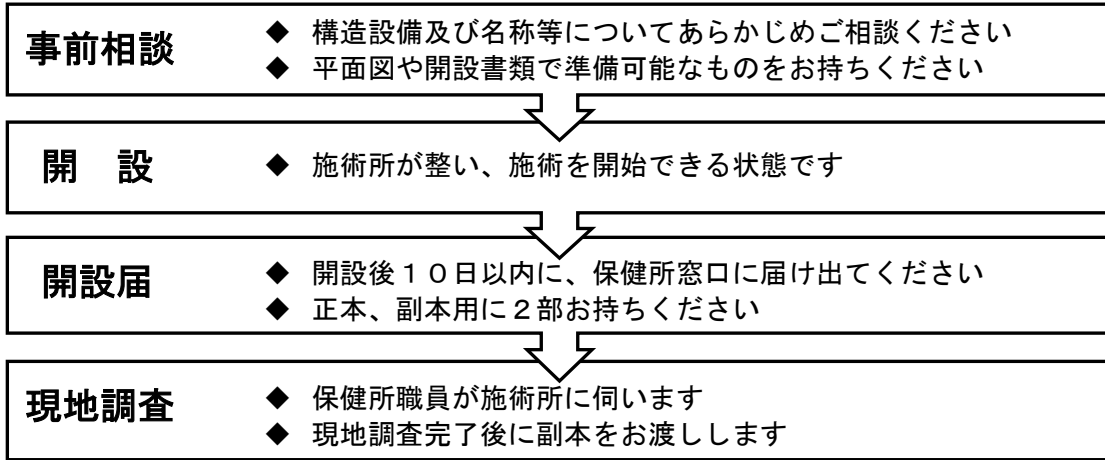 事前相談
◆ 構造設備及び名称等についてあらかじめご相談ください
◆ 平面図や開設書類で準備可能なものをお持ちください
開　設
◆ 施術所が整い、施術を開始できる状態です
開設届
◆ 開設後１０日以内に、保健所窓口に届け出てください
◆ 正本、副本用に２部お持ちください
現地調査
◆ 保健所職員が施術所に伺います
◆ 現地調査完了後に副本をお渡しします